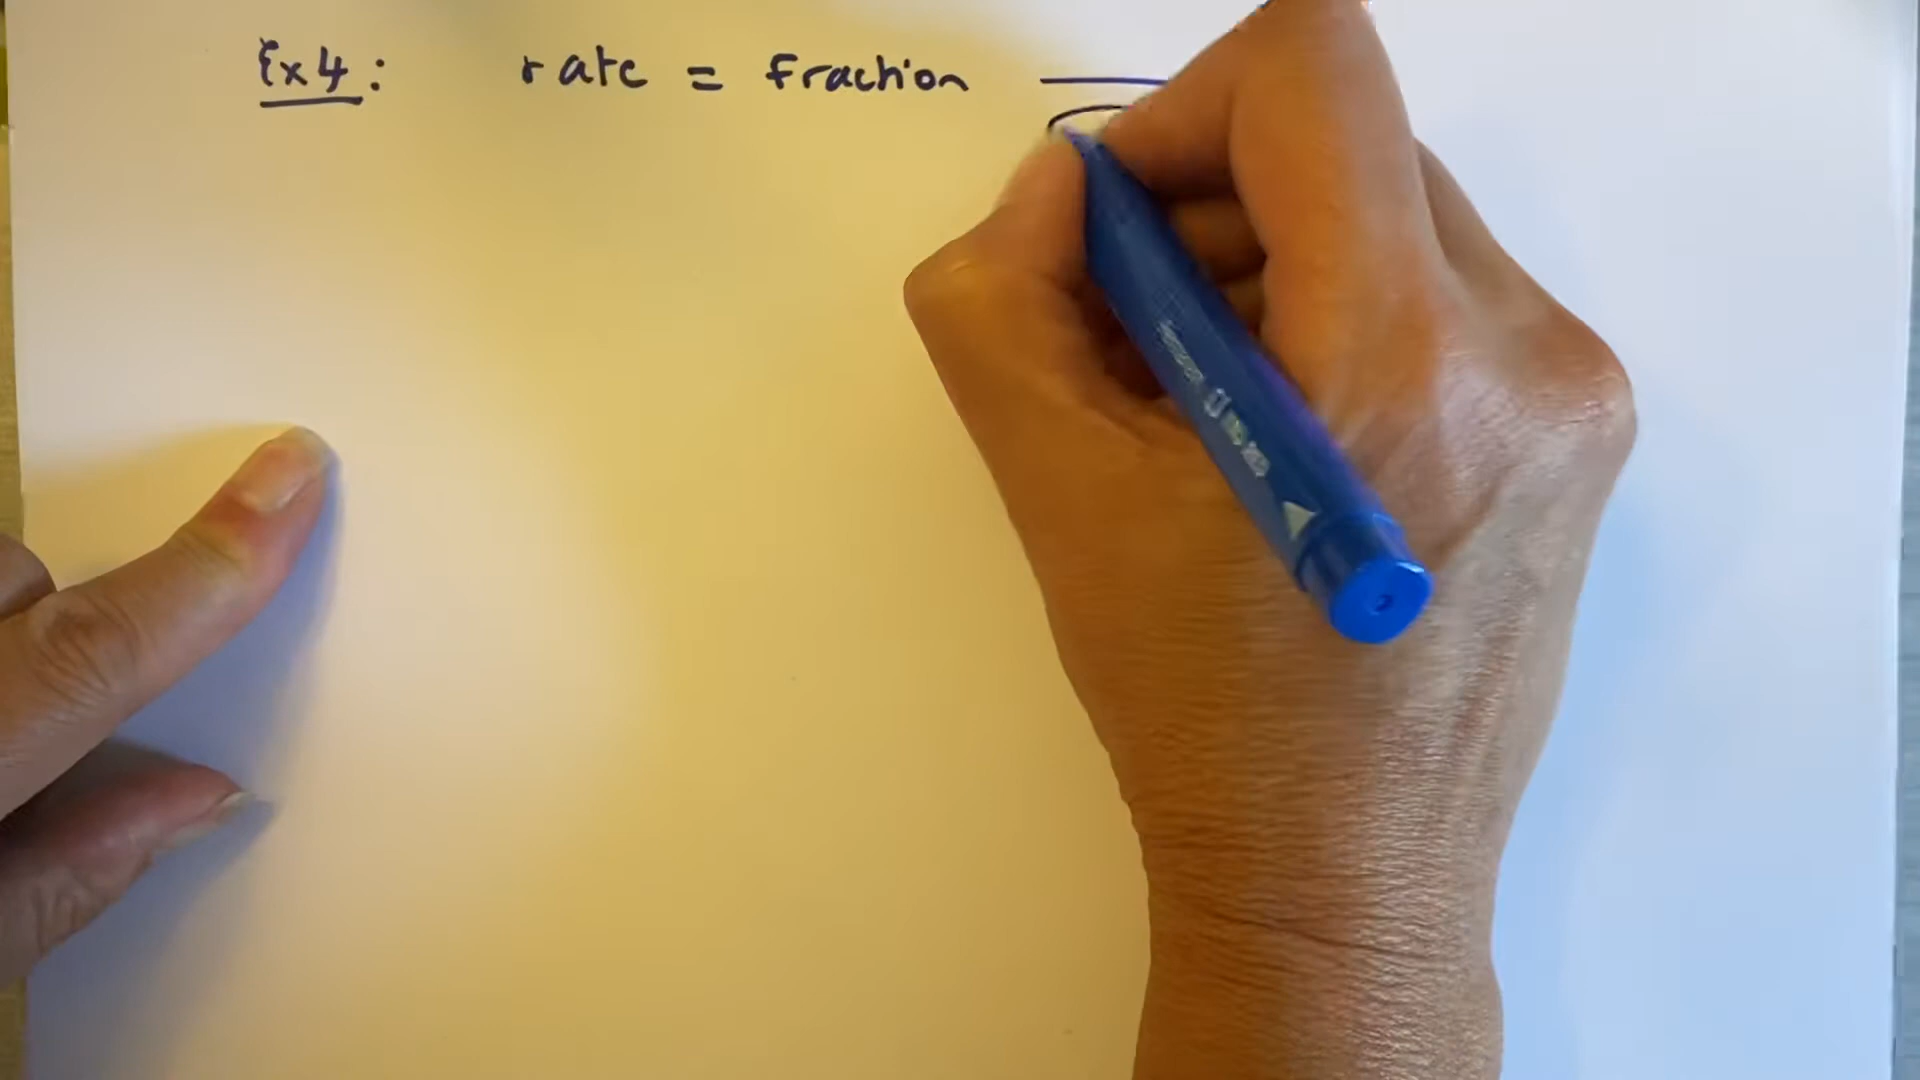 Ex4: rate = fraction